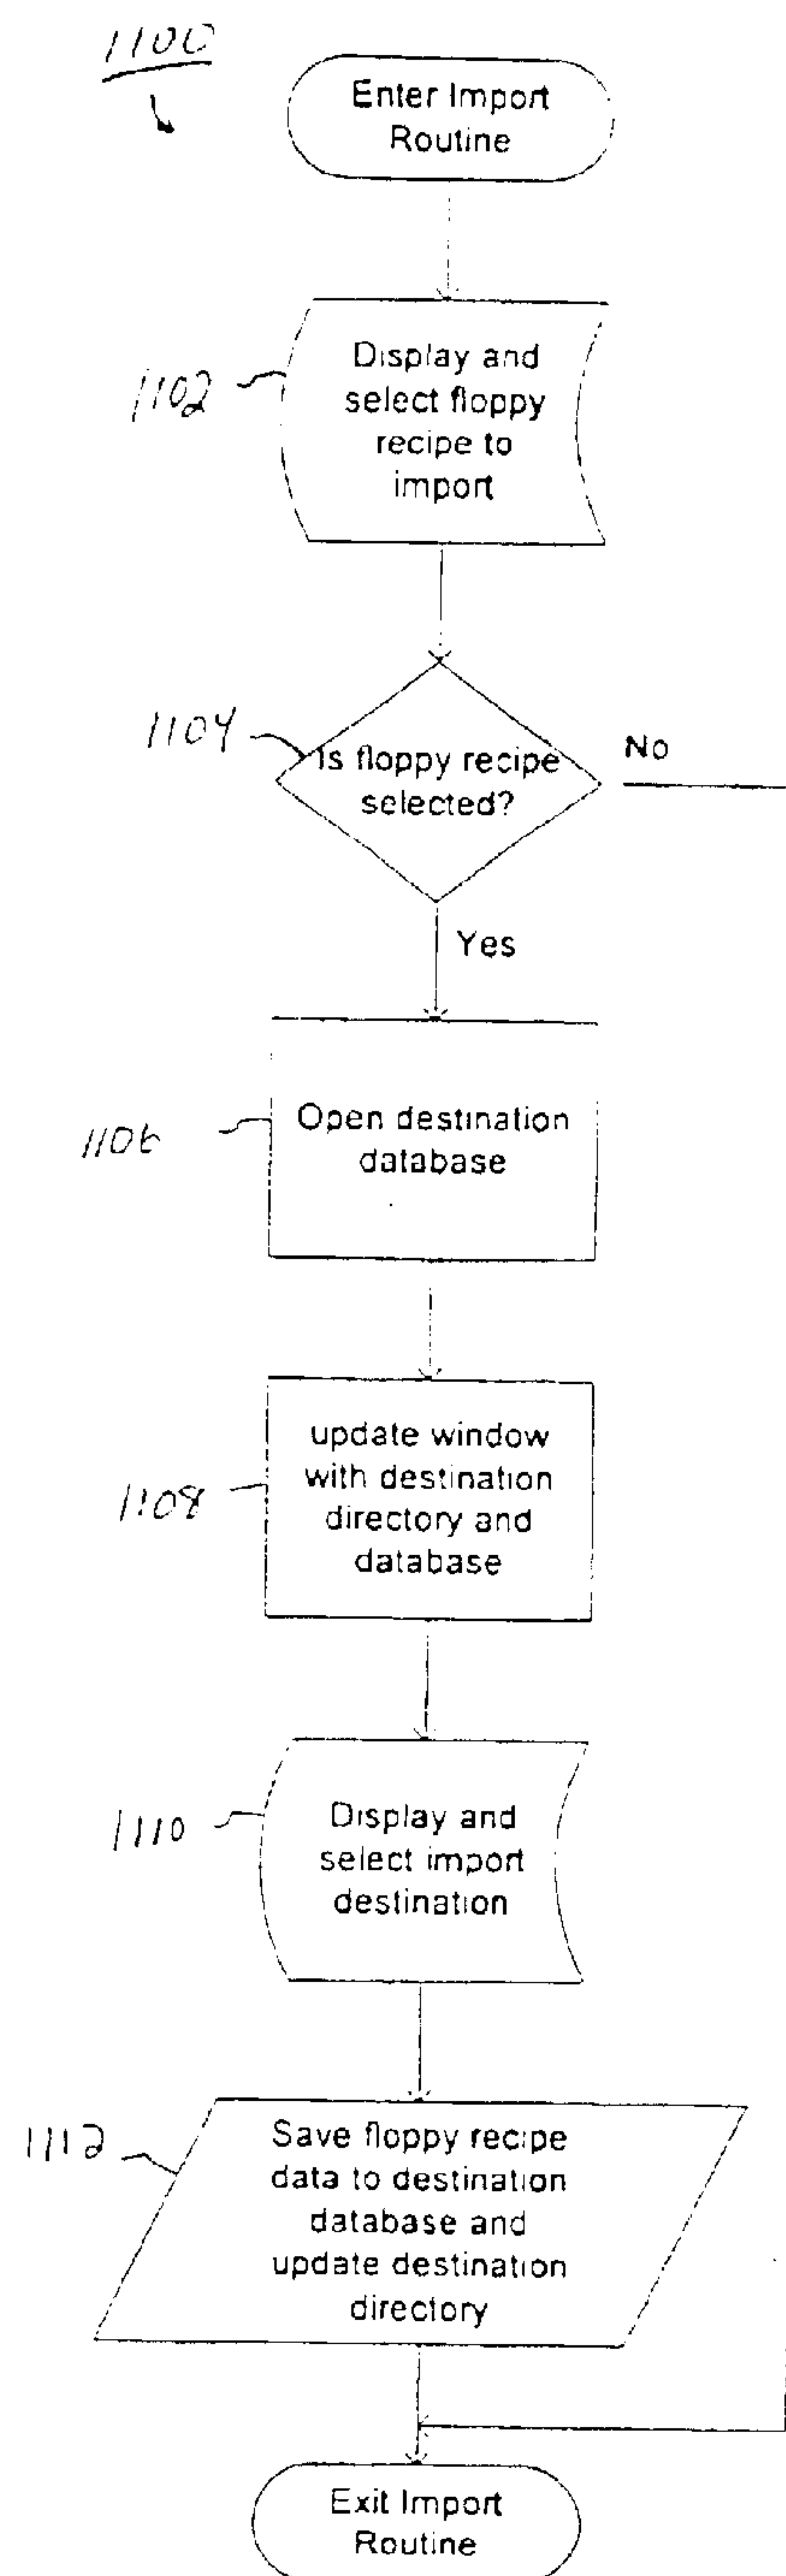 1100
Enter Import
Routine
1102
Display and
select floppy
recipe to
import
1104
Is floppy recipe
selected?
No
Yes
1106
Open destination
database
1108
update window
with destination
directory and
database
1110
Display and
select import
destination
1112
Save floppy recipe
data to destination
database and
update destination
directory
Exit Import
Routine